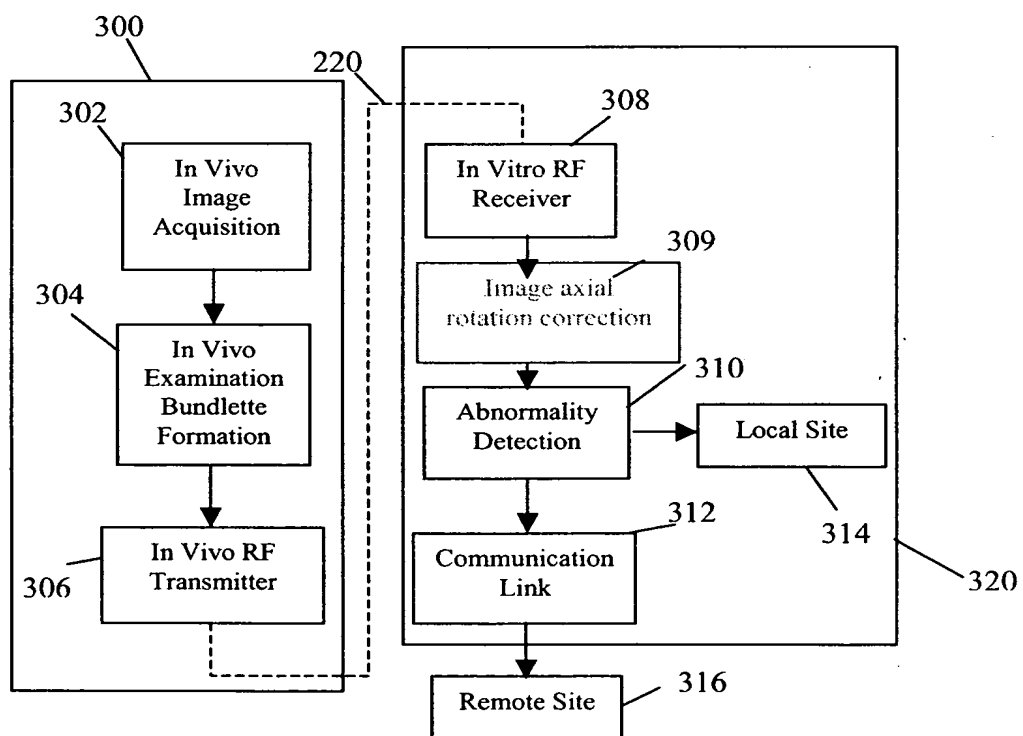 300
302
In Vivo
Image
Acquisition
304
In Vivo
Examination
Bundlette
Formation
306
In Vivo RF
Transmitter
220
308
In Vitro RF
Receiver
309
Image axial
rotation correction
310
Abnormality
Detection
Local Site
314
312
Communication
Link
320
Remote Site
316